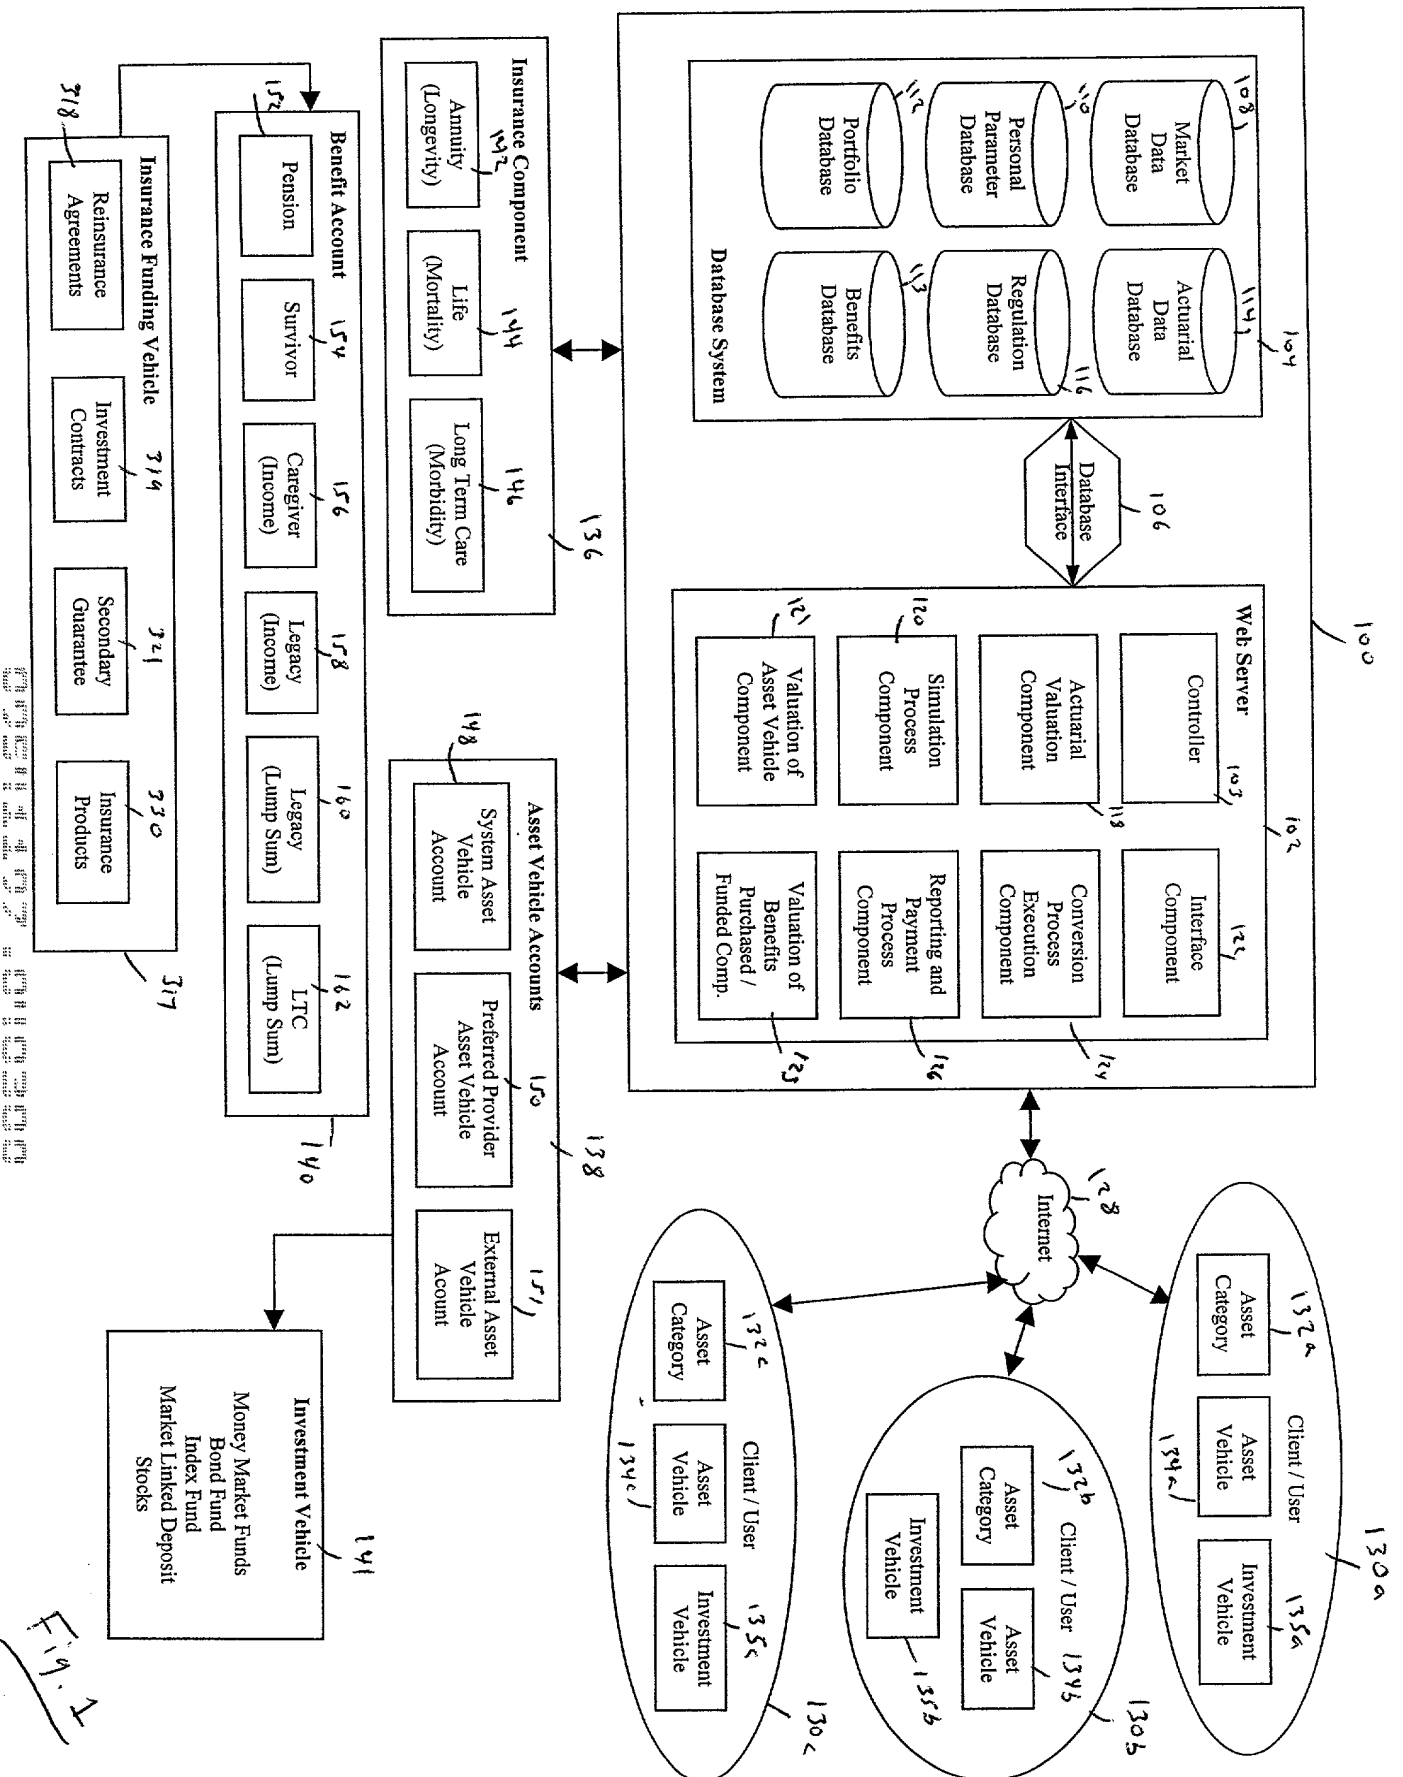 100
104
108
Market
Data
Database
114
Actuarial
Data
Database
110
Personal
Parameter
Database
116
Regulation
Database
112
Portfolio
Database
113
Benefits
Database
Database System
106
Database
Interface
102
Web Server
Controller
103
Interface
Component
122
Actuarial
Valuation
Component
118
Conversion
Process
Execution
Component
124
120
Simulation
Process
Component
Reporting and
Payment
Process
Component
126
121
Valuation of
Asset Vehicle
Component
Valuation of
Benefits
Purchased /
Funded Comp.
123
128
Internet
130a
Client / User
132a
Asset
Category
134a
Asset
Vehicle
135a
Investment
Vehicle
130b
Client / User
132b
Asset
Category
134b
Asset
Vehicle
135b
Investment
Vehicle
130c
Client / User
132c
Asset
Category
134c
Asset
Vehicle
135c
Investment
Vehicle
136
Insurance Component
142
Annuity
(Longevity)
144
Life
(Mortality)
146
Long Term Care
(Morbidity)
138
Asset Vehicle Accounts
148
System Asset
Vehicle
Account
150
Preferred Provider
Asset Vehicle
Account
151
External Asset
Vehicle
Account
140
Benefit Account
152
Pension
154
Survivor
156
Caregiver
(Income)
158
Legacy
(Income)
160
Legacy
(Lump Sum)
162
LTC
(Lump Sum)
141
Investment Vehicle
Money Market Funds
Bond Fund
Index Fund
Market Linked Deposit
Stocks
317
Insurance Funding Vehicle
318
Reinsurance
Agreements
319
Investment
Contracts
321
Secondary
Guarantee
330
Insurance
Products
Fig. 1